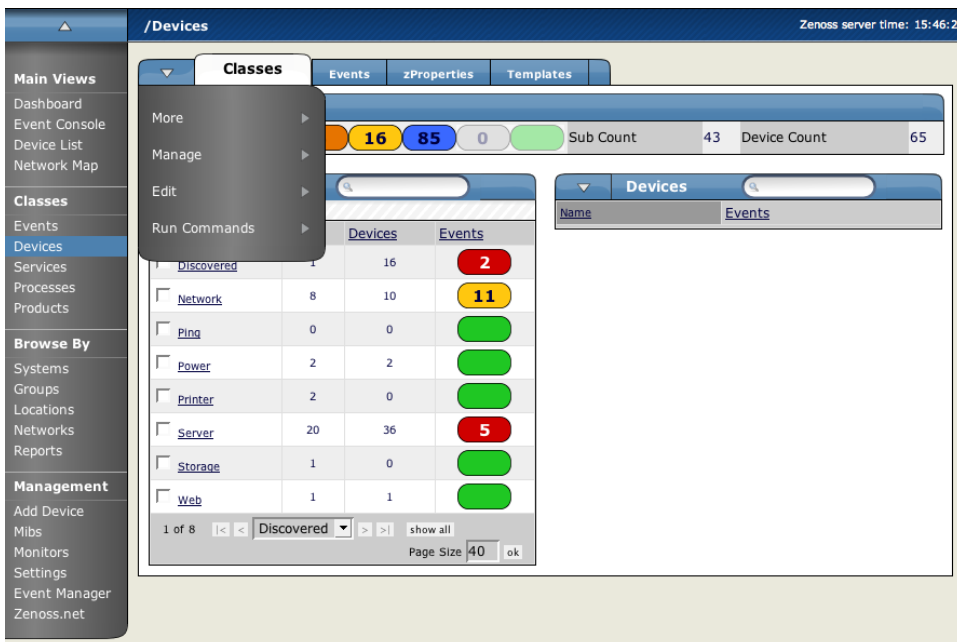 /Devices
Zenoss server time: 15:46:2
Main Views
Dashboard
Event Console
Device List
Network Map
Classes
Events
Devices
Services
Processes
Products
Browse By
Systems
Groups
Locations
Networks
Reports
Management
Add Device
Mibs
Monitors
Settings
Event Manager
Zenoss.net
Classes
Events
zProperties
Templates
More
Manage
Edit
Run Commands
16 85 0 Sub Count 43 Device Count 65
Devices Events
Discovered 1 16 2
Network 8 10 11
Ping 0 0
Power 2 2
Printer 2 0
Server 20 36 5
Storage 1 0
Web 1 1
1 of 8 |< < Discovered > >| show all
Page Size 40 ok
Devices
Name Events